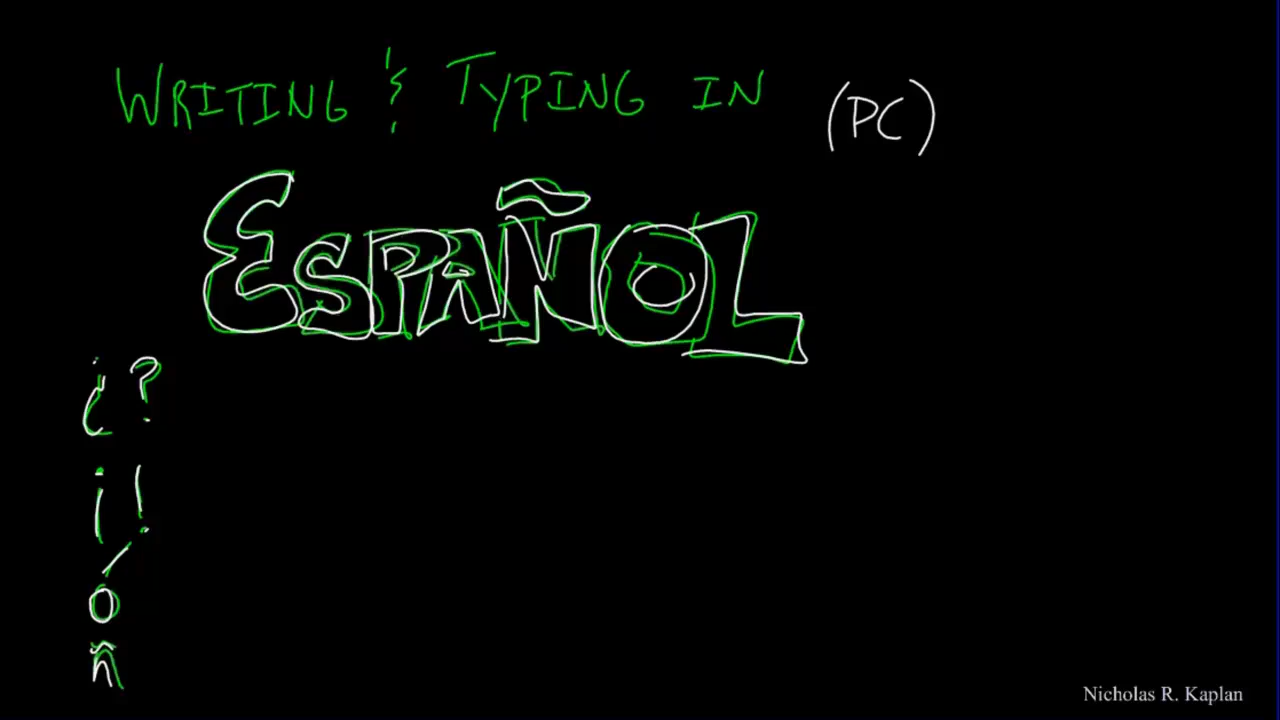 WRITING & TYPING IN (PC)
ESPAÑOL
¿ ?
¡ !
Ó
ñ
Nicholas R. Kaplan